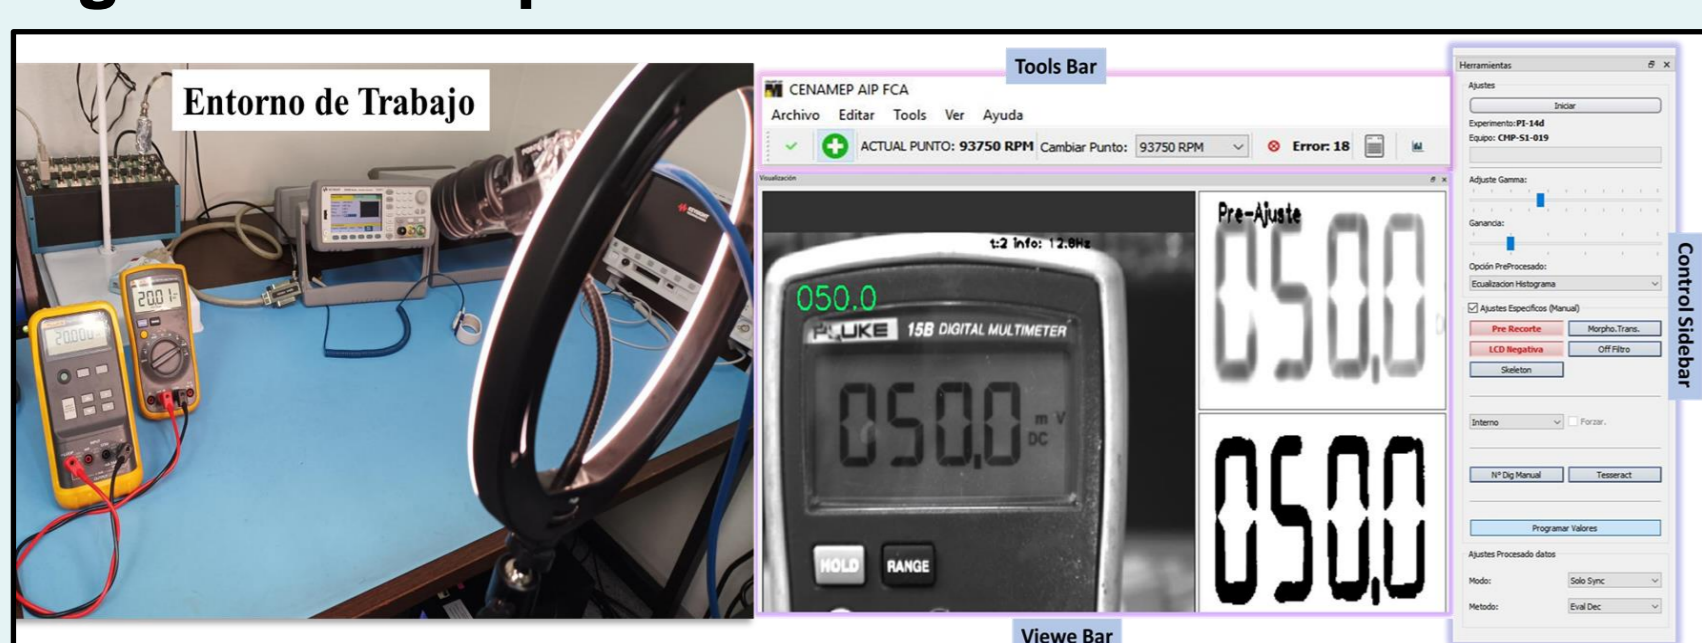 Entorno de Trabajo
20.00
20.01
Tools Bar
CENAMEP AIP FCA
Archivo Editar Tools Ver Ayuda
ACTUAL PUNTO: 93750 RPM Cambiar Punto: 93750 RPM Error: 18
Visualización
t:2 info: 12.8Hz
050.0
FLUKE 15B DIGITAL MULTIMETER
050.0 mV DC
HOLD RANGE
Pre-Ajuste
050.0
050.0
Viewe Bar
Herramientas
Ajustes
Iniciar
Experimento: PI-14d
Equipo: CMP-S1-019
Adjuste Gamma:
Ganancia:
Opción PreProcesado:
Ecualizacion Histograma
Ajustes Especificos (Manual)
Pre Recorte Morpho.Trans.
LCD Negativa Off Filtro
Skeleton
Interno Forzar.
Nº Dig Manual Tesseract
Programar Valores
Ajustes Procesado datos
Modo: Solo Sync
Metodo: Eval Dec
Control Sidebar